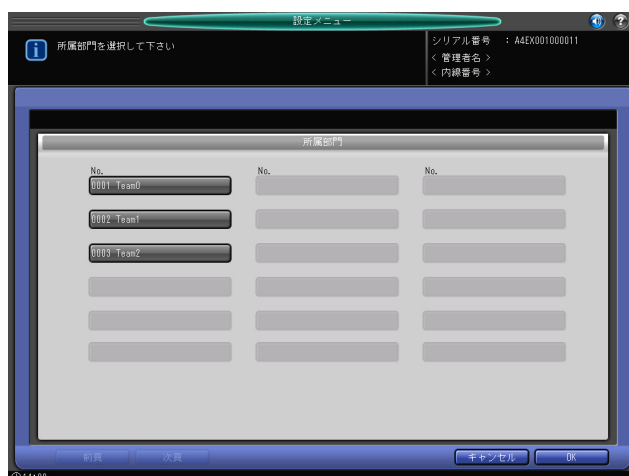 設定メニュー
所属部門を選択して下さい
シリアル番号 : A4EX001000011
< 管理者名 >
< 内線番号 >
所属部門
No. No. No.
0001 Team0
0002 Team1
0003 Team2
前頁 次頁 キャンセル OK